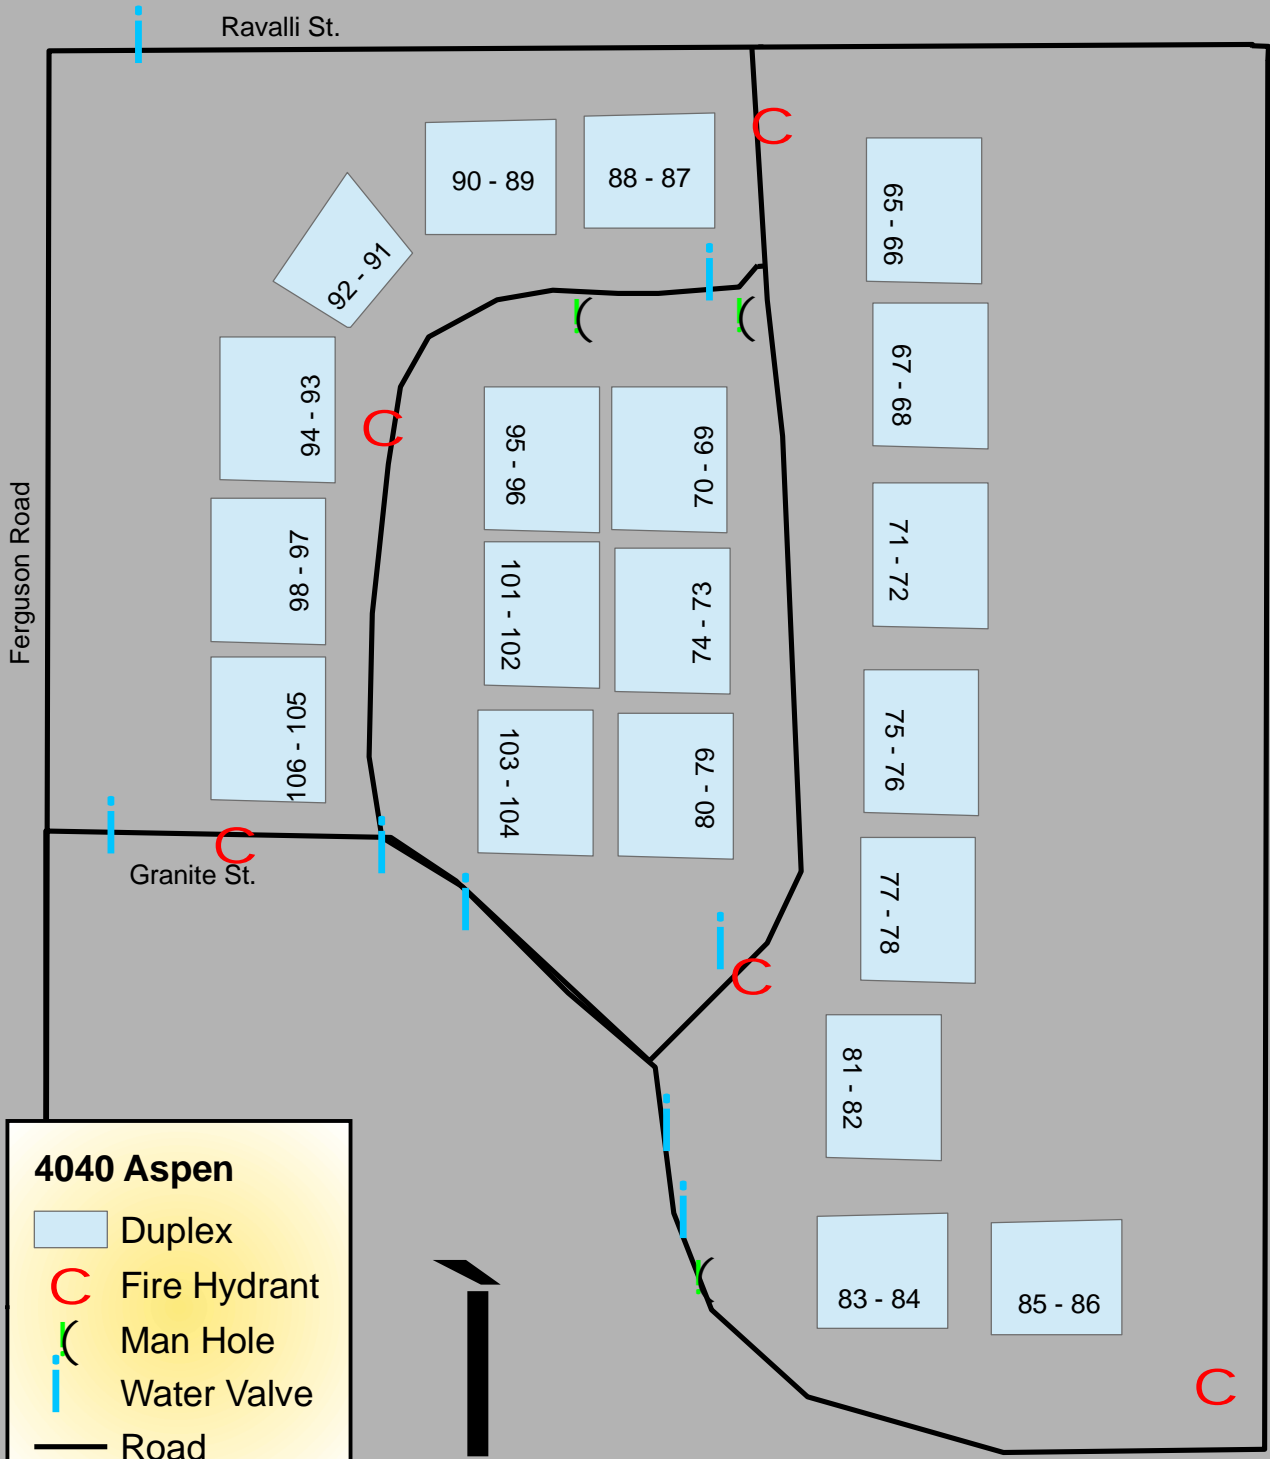 Ravalli St.
90 - 89
88 - 87
65 - 66
92 - 91
67 - 68
94 - 93
95 - 96
70 - 69
Ferguson Road
98 - 97
101 - 102
74 - 73
71 - 72
106 - 105
103 - 104
80 - 79
75 - 76
Granite St.
77 - 78
81 - 82
83 - 84
85 - 86
4040 Aspen
Duplex
Fire Hydrant
Man Hole
Water Valve
Road